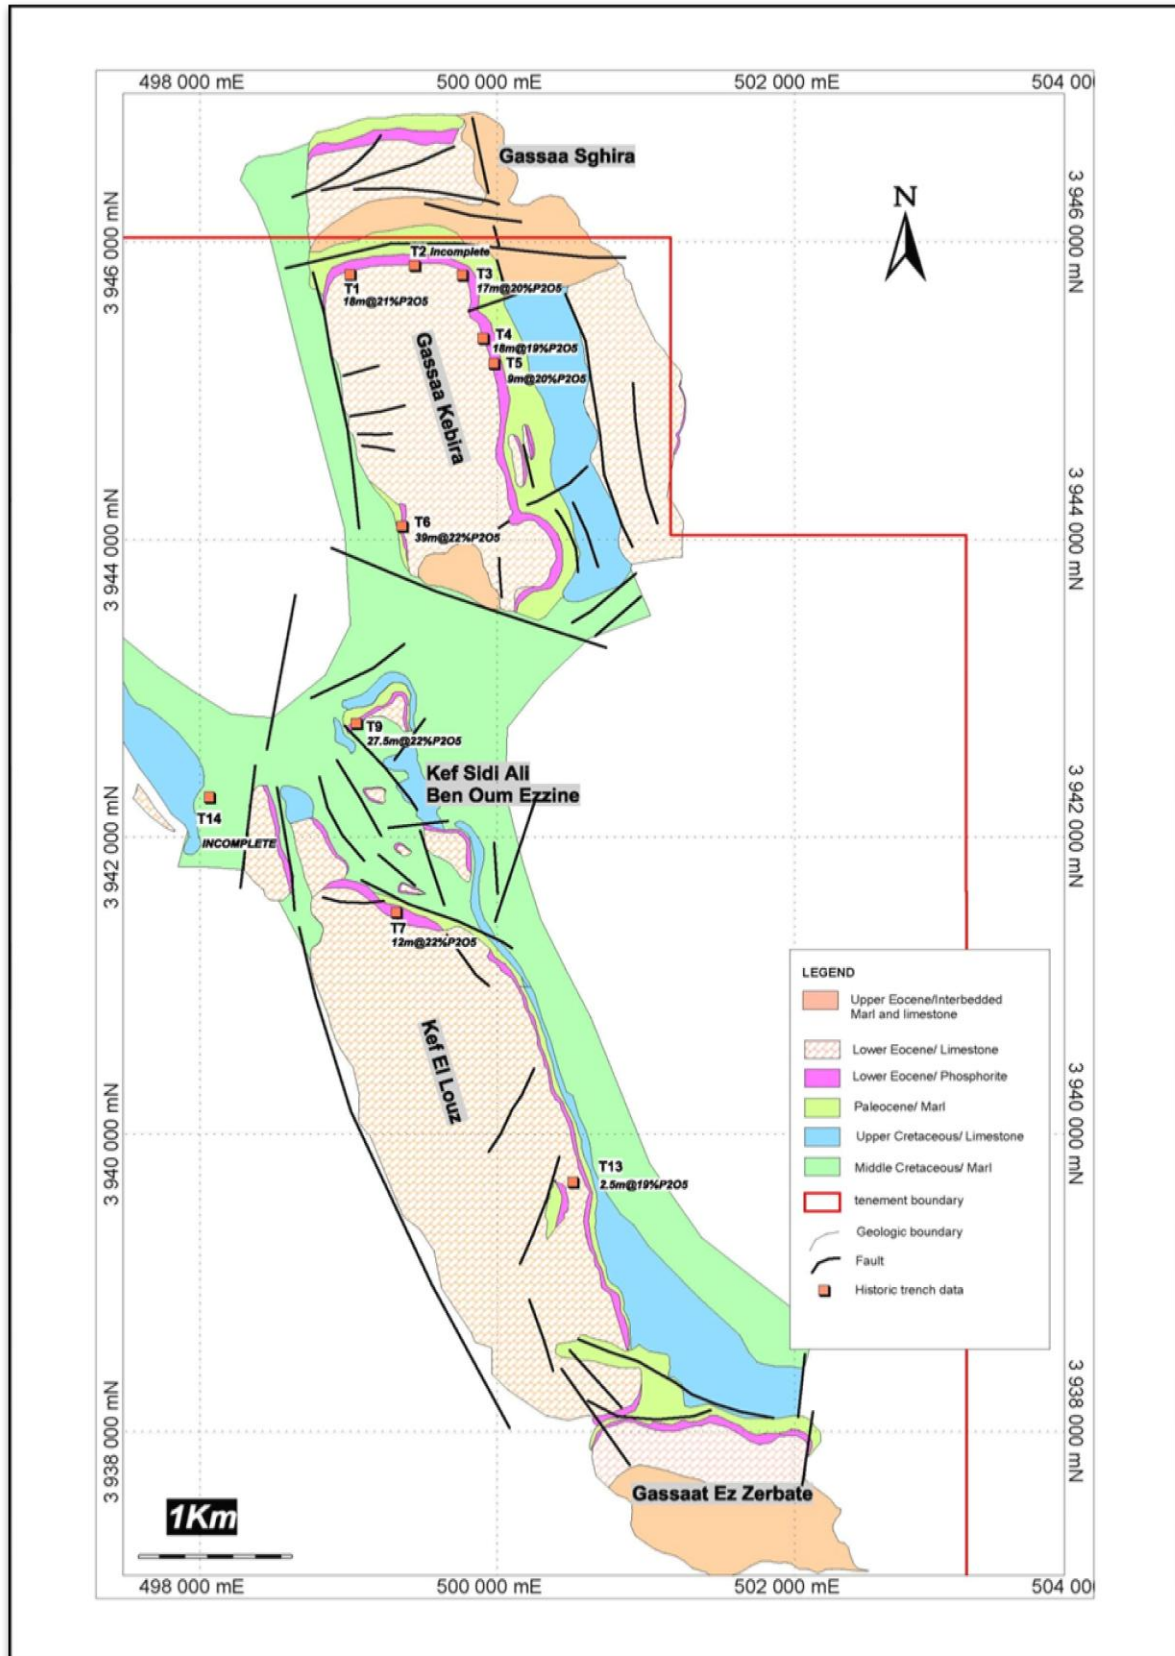 498 000 mE
500 000 mE
502 000 mE
504 00
Gassaa Sghira
N
3 946 000 mN
3 946 000 mN
T2 Incomplete
T1
18m@21%P2O5
T3
17m@20%P2O5
T4
18m@19%P2O5
T5
9m@20%P2O5
Gassaa Kebira
3 944 000 mN
3 944 000 mN
T6
39m@22%P2O5
T9
27.5m@22%P2O5
Kef Sidi Ali
Ben Oum Ezzine
3 942 000 mN
3 942 000 mN
T14
INCOMPLETE
T7
12m@22%P2O5
Kef El Louz
3 940 000 mN
3 940 000 mN
T13
2.5m@19%P2O5
LEGEND
Upper Eocene/Interbedded
Marl and limestone
Lower Eocene/ Limestone
Lower Eocene/ Phosphorite
Paleocene/ Marl
Upper Cretaceous/ Limestone
Middle Cretaceous/ Marl
tenement boundary
Geologic boundary
Fault
Historic trench data
3 938 000 mN
3 938 000 mN
Gassaat Ez Zerbate
1Km
498 000 mE
500 000 mE
502 000 mE
504 00